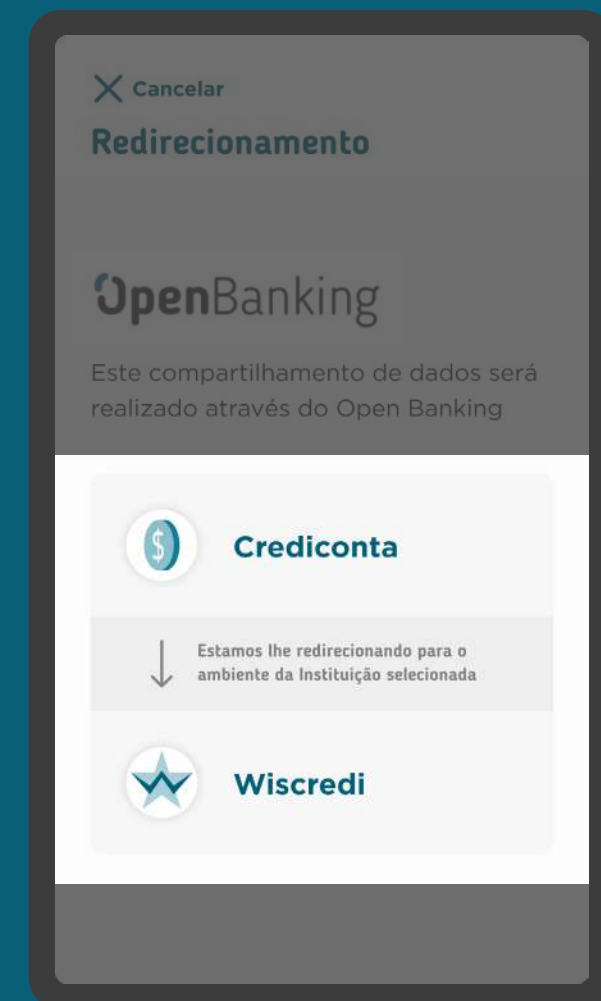 Cancelar
Redirecionamento
OpenBanking
Este compartilhamento de dados será
realizado através do Open Banking
$
Crediconta
Estamos lhe redirecionando para o
ambiente da Instituição selecionada
Wiscredi